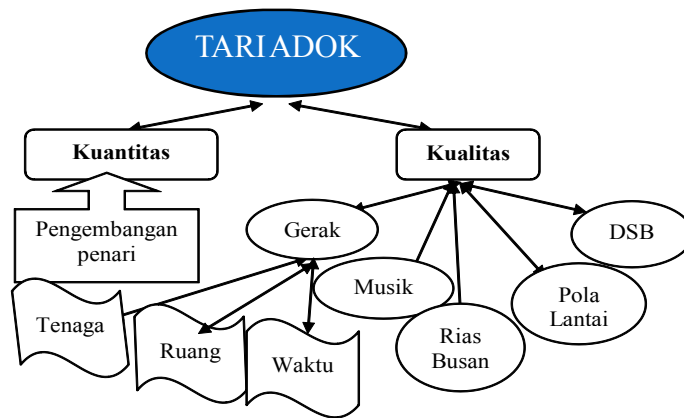 TARI ADOK
Kuantitas
Kualitas
Pengembangan
penari
Gerak
DSB
Musik
Pola
Lantai
Tenaga
Ruang
Waktu
Rias
Busan